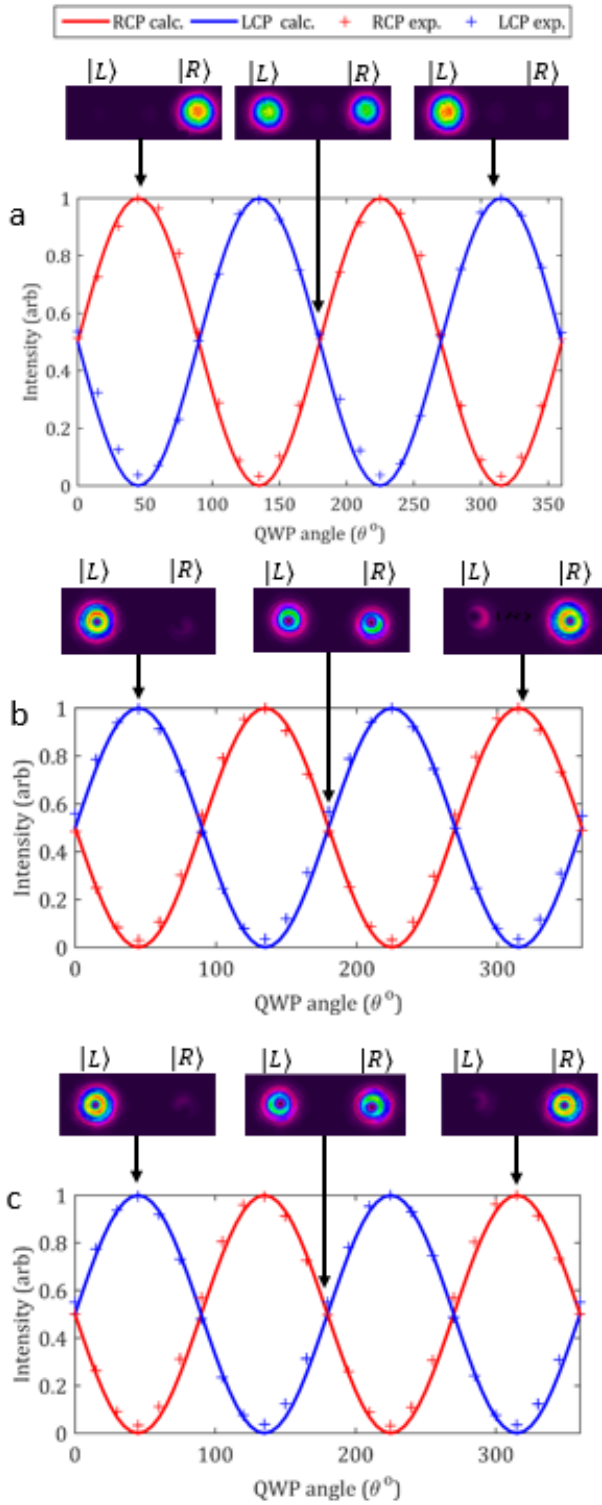 RCP calc. LCP calc. RCP exp. LCP exp.
|L⟩ |R⟩ |L⟩ |R⟩ |L⟩ |R⟩
a
1
0.8
0.6
0.4
0.2
0
Intensity (arb)
0 50 100 150 200 250 300 350
QWP angle (θ°)
|L⟩ |R⟩ |L⟩ |R⟩ |L⟩ |R⟩
b
1
0.8
0.6
0.4
0.2
0
Intensity (arb)
0 100 200 300
QWP angle (θ°)
|L⟩ |R⟩ |L⟩ |R⟩ |L⟩ |R⟩
c
1
0.8
0.6
0.4
0.2
0
Intensity (arb)
0 100 200 300
QWP angle (θ°)